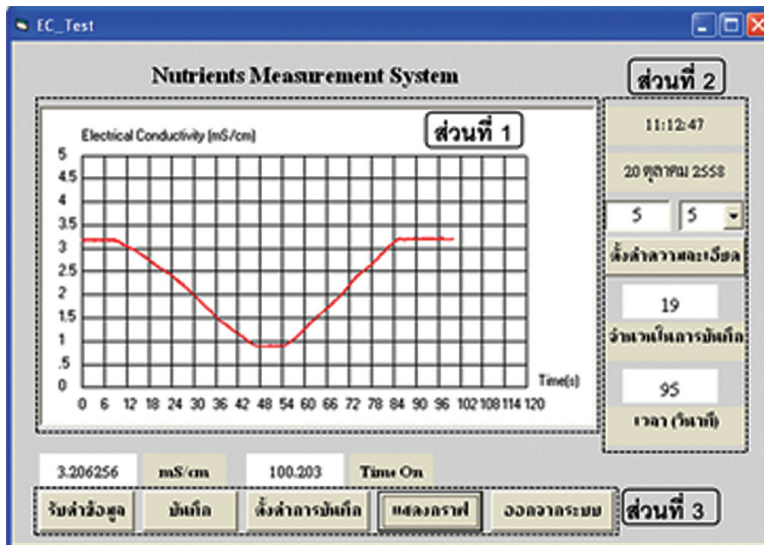 EC_Test
Nutrients Measurement System
ส่วนที่ 2
ส่วนที่ 1
Electrical Conductivity (mS/cm)
5
4.5
4
3.5
3
2.5
2
1.5
1
.5
0
0 6 12 18 24 30 36 42 48 54 60 66 72 78 84 90 96 102 108 114 120
Time(s)
11:12:47
20 ตุลาคม 2558
5 5
ตั้งค่าความละเอียด
19
จำนวนในการบันทึก
95
เวลา (วินาที)
3.206256 mS/cm 100.203 Time On
รับค่าข้อมูล บันทึก ตั้งค่าการบันทึก แสดงกราฟ ออกจากระบบ
ส่วนที่ 3